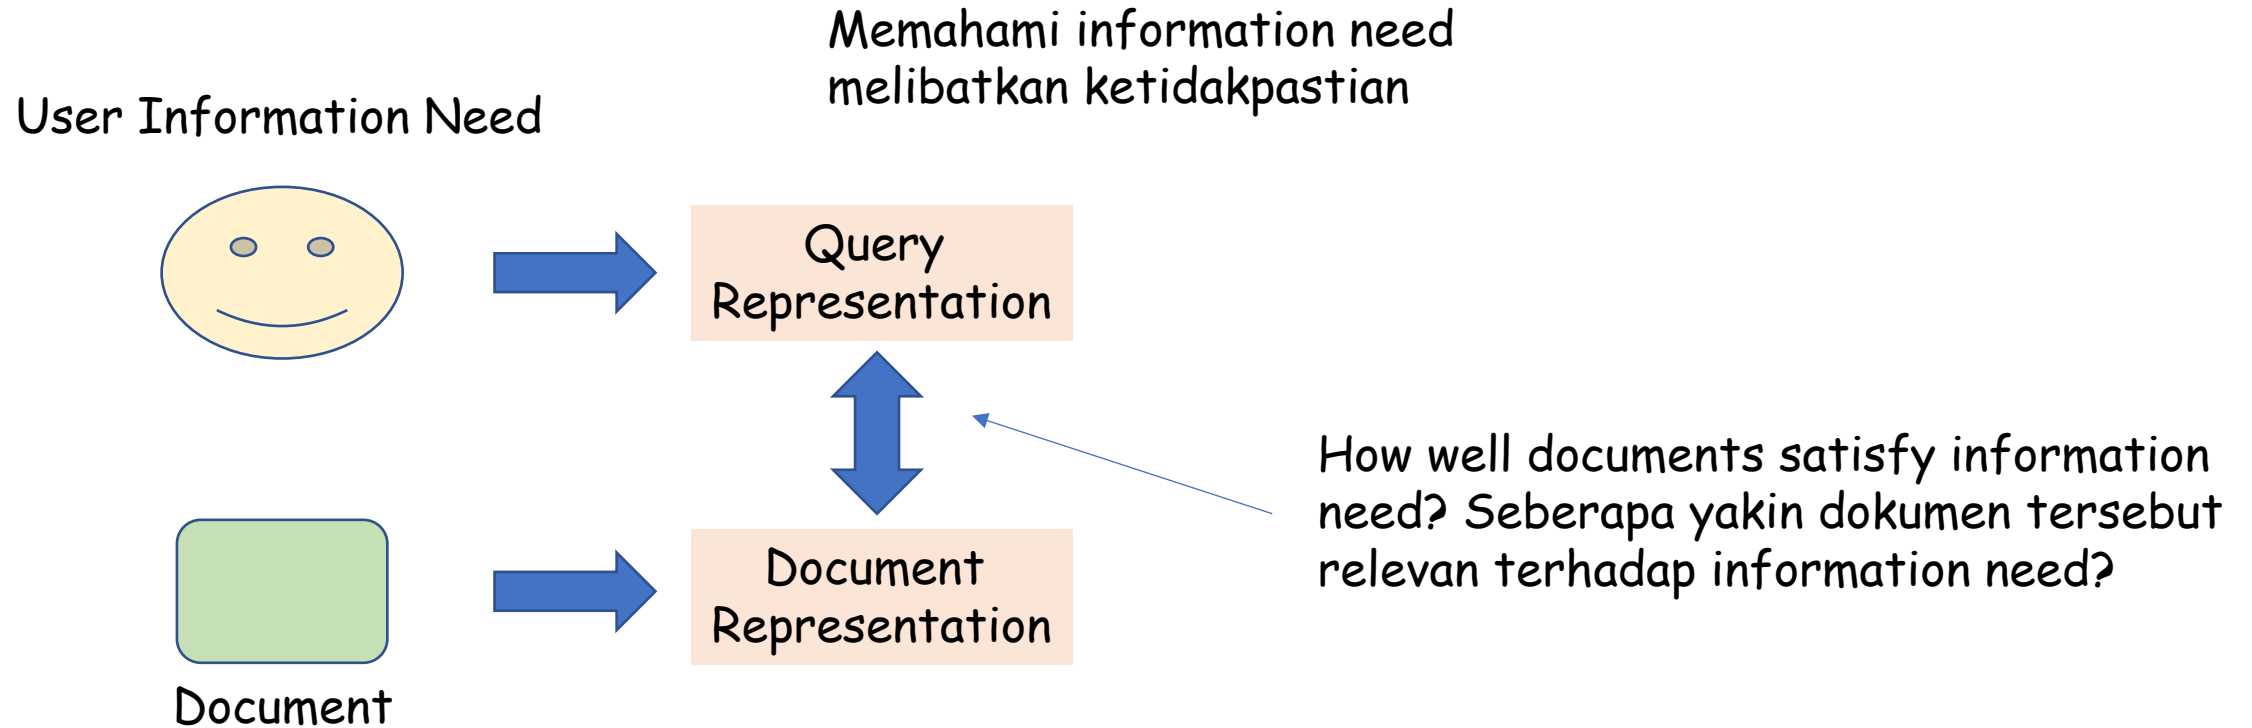 Memahami information need
melibatkan ketidakpastian
User Information Need
Query
Representation
How well documents satisfy information
need? Seberapa yakin dokumen tersebut
relevan terhadap information need?
Document
Representation
Document